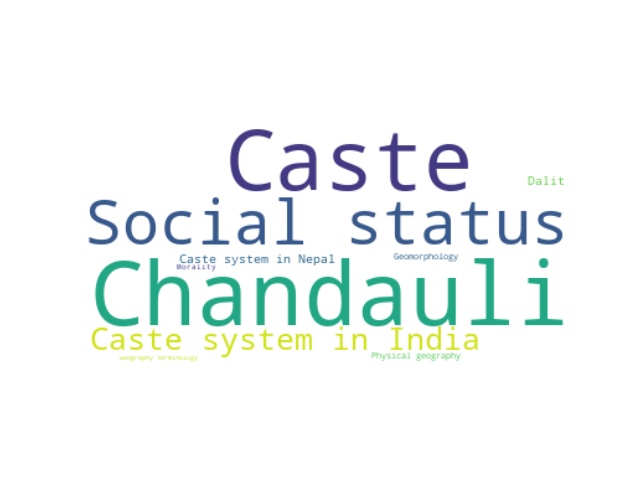 Caste
Dalit
Social status
Caste system in Nepal
Geomorphology
Morality
Chandauli
Caste system in India
Geography terminology
Physical geography